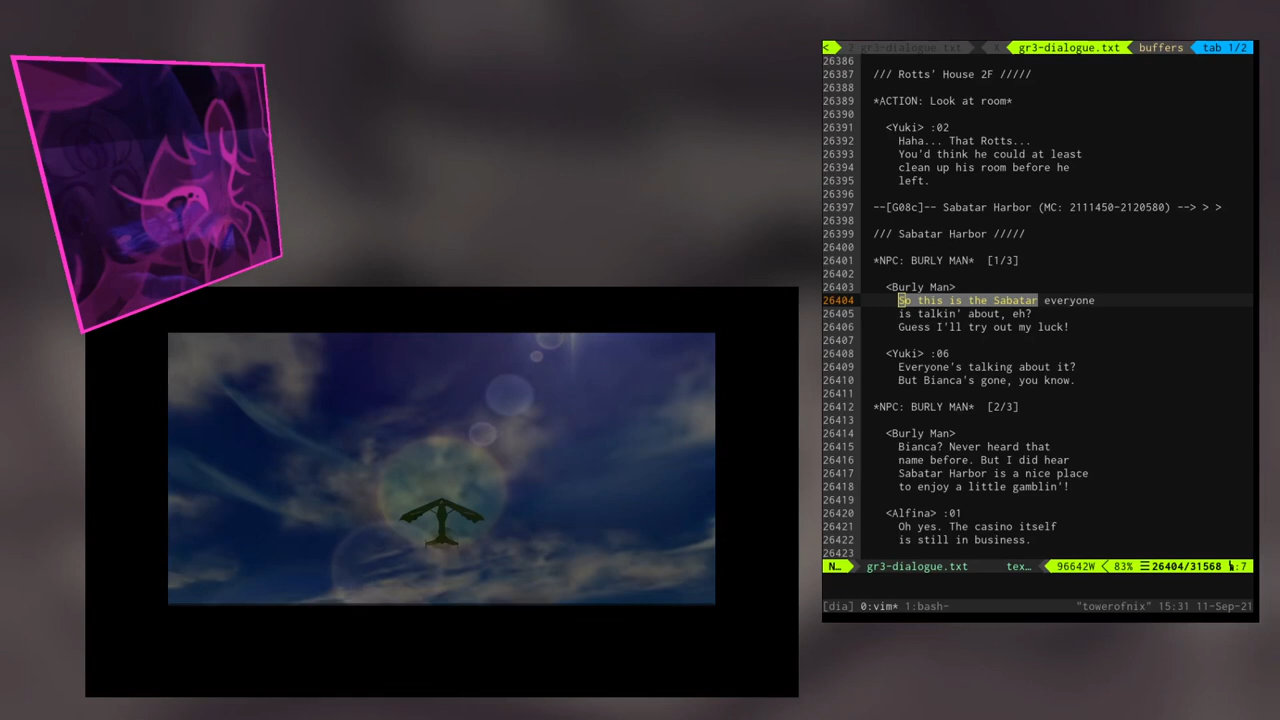 < 2 gr3-dialogue.txt X gr3-dialogue.txt buffers tab 1/2
26386
26387 /// Rotts' House 2F /////
26388
26389 *ACTION: Look at room*
26390
26391 <Yuki> :02
26392 Haha... That Rotts...
26393 You'd think he could at least
26394 clean up his room before he
26395 left.
26396
26397 --[G08c]-- Sabatar Harbor (MC: 2111450-2120580) --> > >
26398
26399 /// Sabatar Harbor /////
26400
26401 *NPC: BURLY MAN* [1/3]
26402
26403 <Burly Man>
26404 So this is the Sabatar everyone
26405 is talkin' about, eh?
26406 Guess I'll try out my luck!
26407
26408 <Yuki> :06
26409 Everyone's talking about it?
26410 But Bianca's gone, you know.
26411
26412 *NPC: BURLY MAN* [2/3]
26413
26414 <Burly Man>
26415 Bianca? Never heard that
26416 name before. But I did hear
26417 Sabatar Harbor is a nice place
26418 to enjoy a little gamblin'!
26419
26420 <Alfina> :01
26421 Oh yes. The casino itself
26422 is still in business.
26423
N… gr3-dialogue.txt tex… 96642W 83% ☰26404/31568 :7
[dia] 0:vim* 1:bash- "towerofnix" 15:31 11-Sep-21